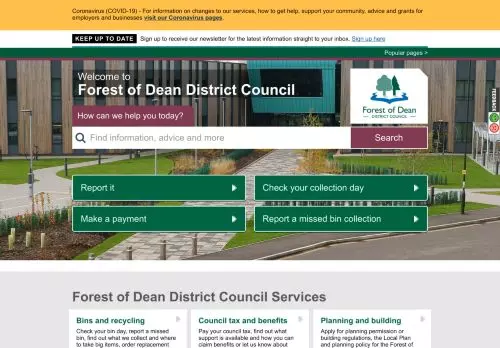 Coronavirus (COVID-19) - For information on changes to our services, how to get help, support your community, advice and grants for
employers and businesses visit our Coronavirus pages.
KEEP UP TO DATE Sign up to receive our newsletter for the latest information straight to your inbox. Sign up here
Popular pages >
Welcome to
Forest of Dean District Council
How can we help you today?
Forest of Dean
DISTRICT COUNCIL
FEEDBACK
Find information, advice and more
Search
Report it
Check your collection day
Make a payment
Report a missed bin collection
Forest of Dean District Council Services
Bins and recycling
Check your bin day, report a missed
bin, find out what we collect and where
to take big items, order replacement
Council tax and benefits
Pay your council tax, find out what
support is available and how you can
claim benefits or let us know about
Planning and building
Apply for permission or
building regulations, the Local Plan
and planning policy for the Forest of